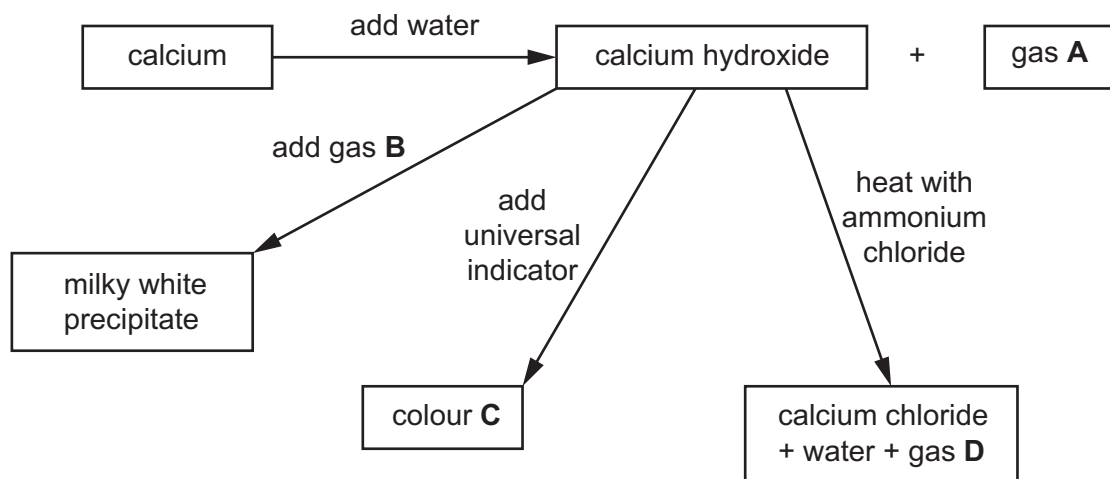 add water
calcium
calcium hydroxide
+
gas A
add gas B
add
universal
indicator
heat with
ammonium
chloride
milky white
precipitate
colour C
calcium chloride
+ water + gas D